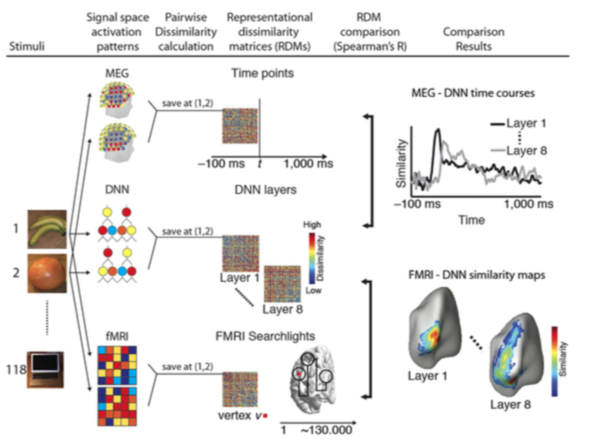 Stimuli
Signal space
activation
patterns
Pairwise
Dissimilarity
calculation
Representational
dissimilarity
matrices (RDMs)
RDM
comparison
(Spearman's R)
Comparison
Results
MEG
save at (1,2)
Time points
-100 ms t 1,000 ms
MEG - DNN time courses
Layer 1
Layer 8
Similarity
-100 ms 1,000 ms
Time
DNN
save at (1,2)
DNN layers
High
Dissimilarity
Low
Layer 1
Layer 8
1
2
118
fMRI
save at (1,2)
FMRI Searchlights
vertex v
1 ~130.000
FMRI - DNN similarity maps
Layer 1
Layer 8
Similarity